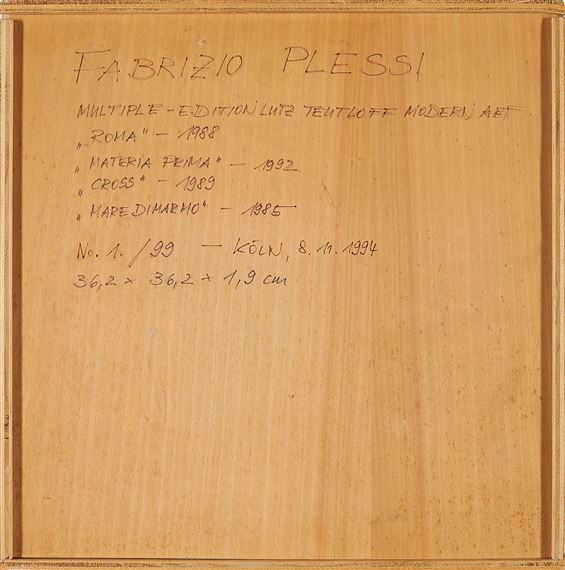 FABRIZIO PLESSI
MULTIPLE-EDITION LUTZ TEUTLOFF MODERN ART
„ROMA" - 1988
„MATERIA PRIMA" - 1992
„CROSS" - 1989
„MARE DI MARMO" - 1985
No. 1. /99 - KÖLN, 8. 11. 1994
36,2 x 36,2 x 1,9 cm